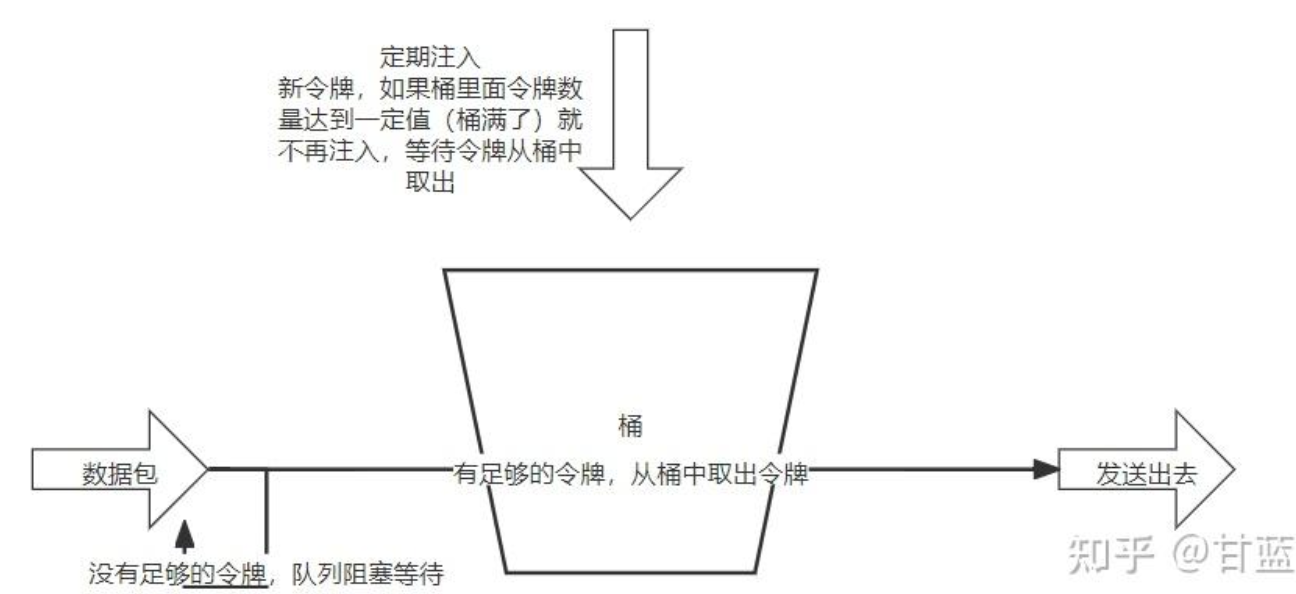 定期注入
新令牌，如果桶里面令牌数
量达到一定值（桶满了）就
不再注入，等待令牌从桶中
取出
桶
数据包
有足够的令牌，从桶中取出令牌
发送出去
没有足够的令牌，队列阻塞等待
知乎 @甘蓝